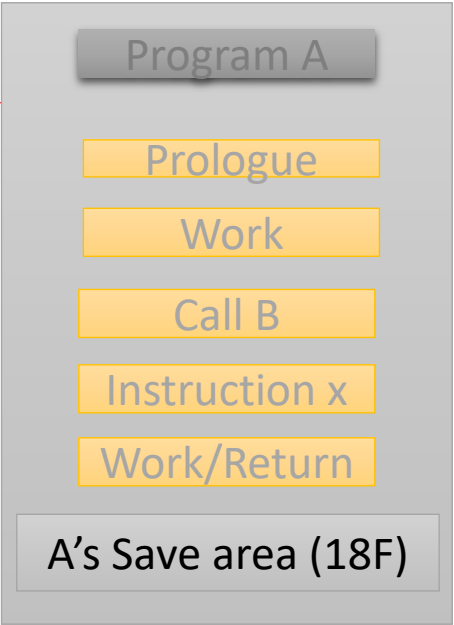 Program A
Prologue
Work
Call B
Instruction x
Work/Return
A's Save area (18F)